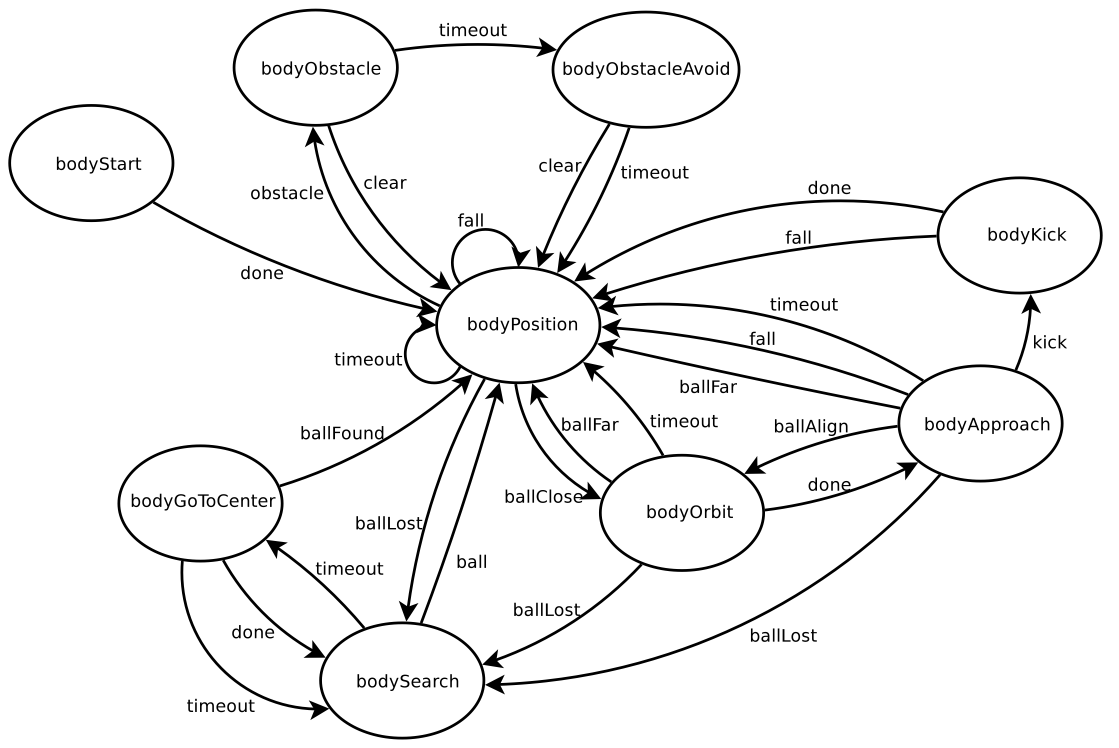 timeout
bodyObstacle
bodyObstacleAvoid
bodyStart
clear
timeout
obstacle
clear
done
bodyKick
fall
fall
done
timeout
bodyPosition
timeout
fall
kick
ballFar
ballFound
ballFar
timeout
ballAlign
bodyApproach
bodyGoToCenter
ballClose
done
bodyOrbit
ballLost
timeout
ball
ballLost
done
ballLost
bodySearch
timeout